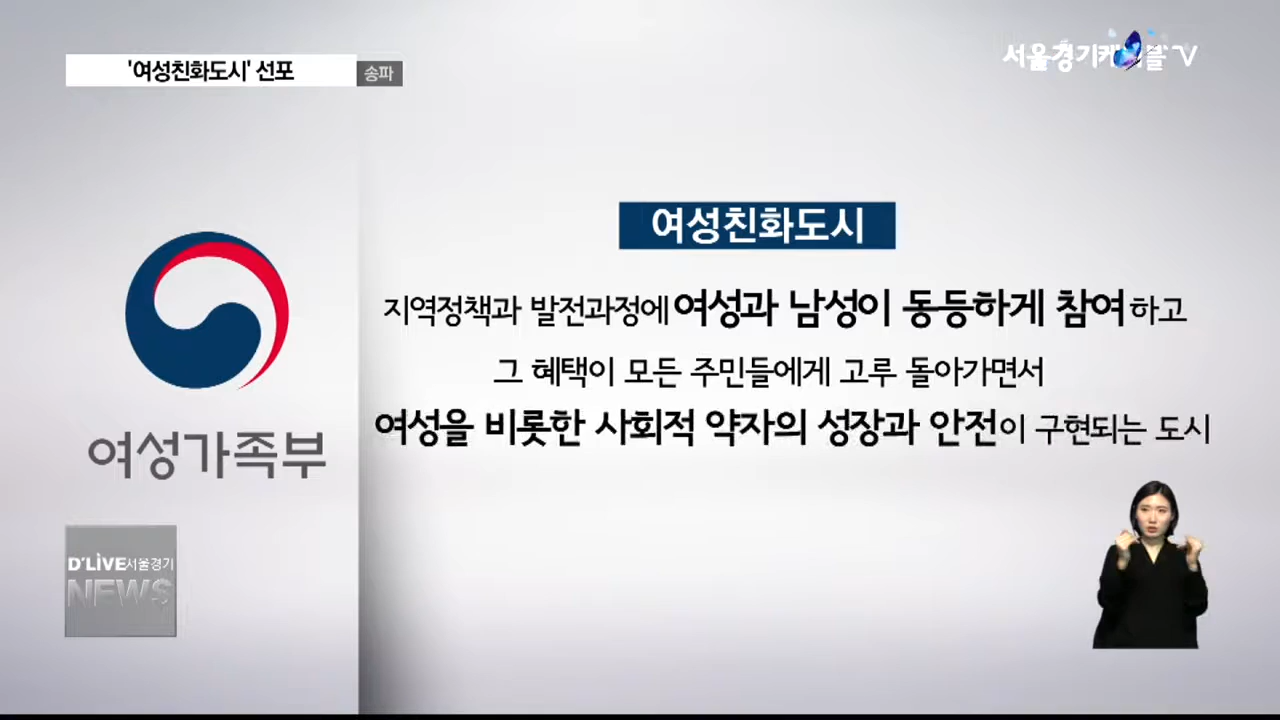 '여성친화도시' 선포
송파
서울경기케이블TV
여성친화도시
지역정책과 발전과정에 여성과 남성이 동등하게 참여하고
그 혜택이 모든 주민들에게 고루 돌아가면서
여성을 비롯한 사회적 약자의 성장과 안전이 구현되는 도시
여성가족부
D'LIVE서울경기
NEWS